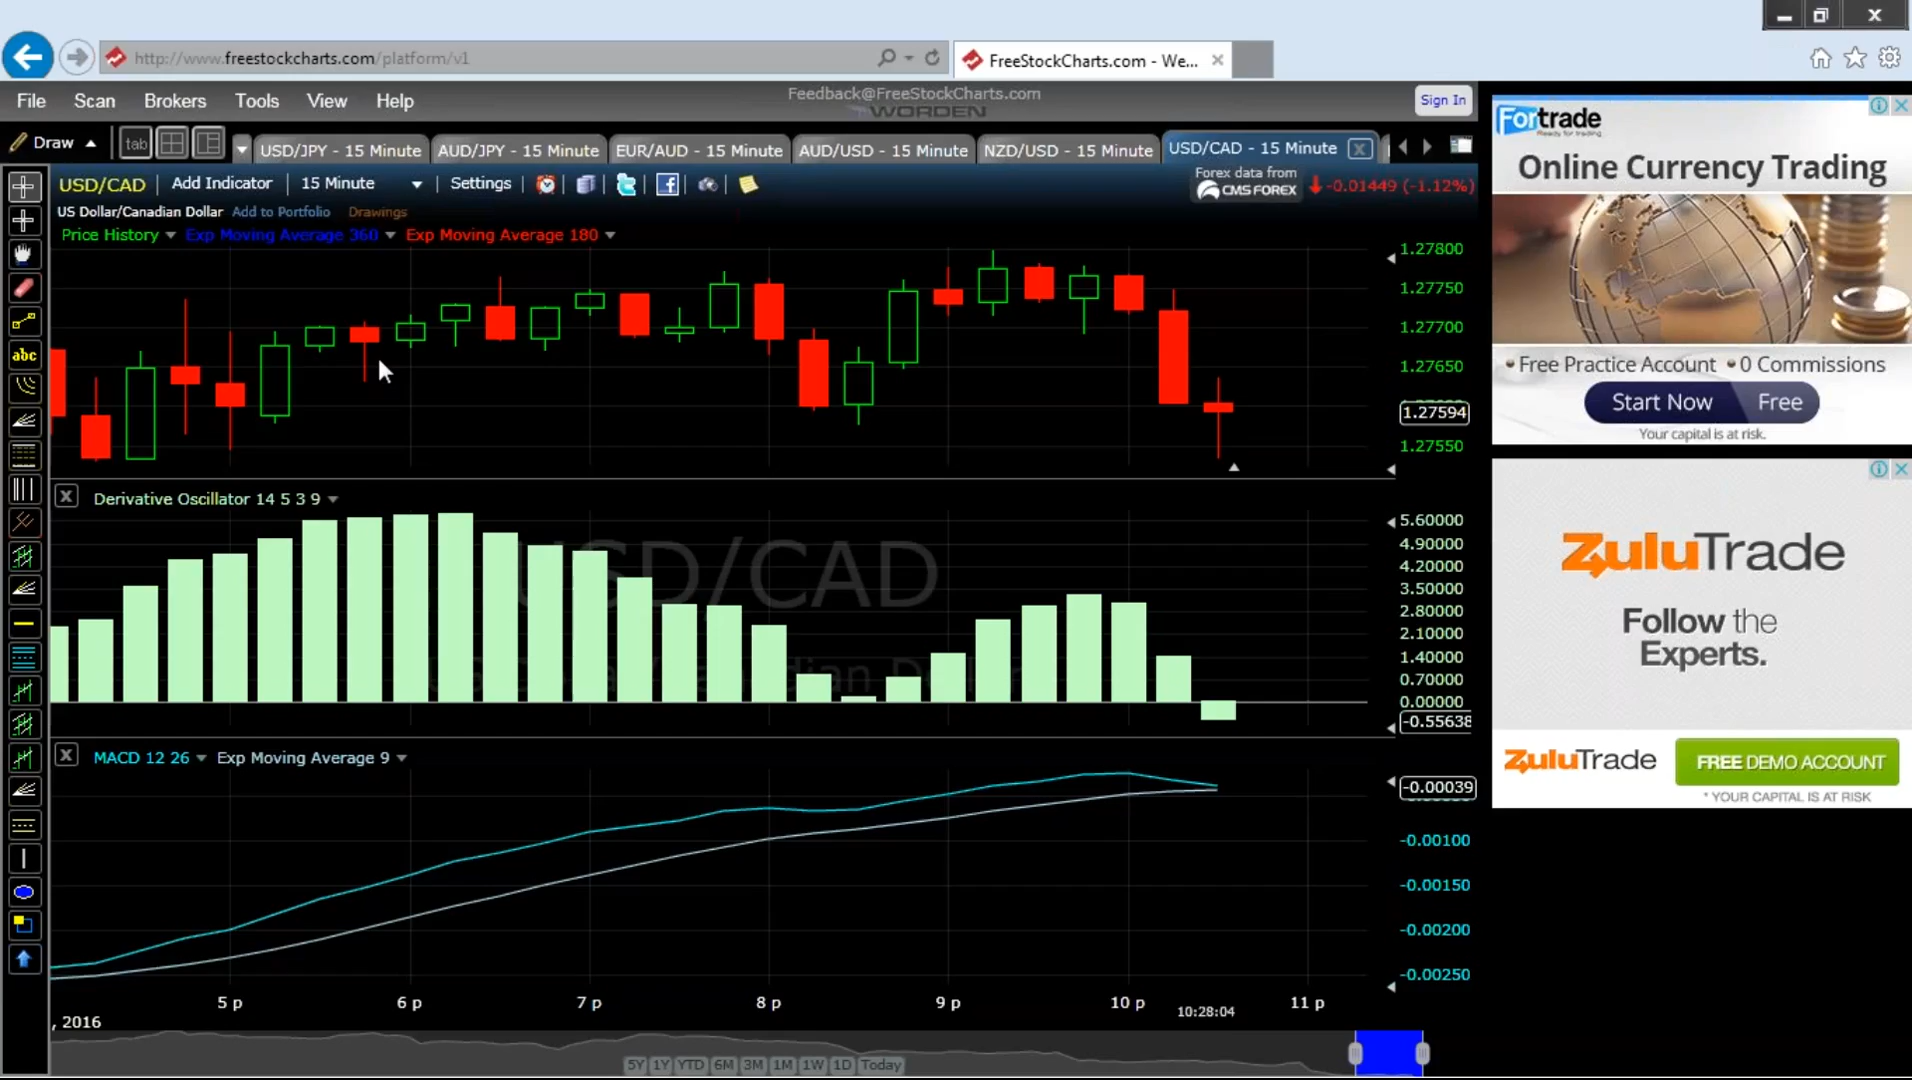 http://www.freestockcharts.com/platform/v1
FreeStockCharts.com - We...
File Scan Brokers Tools View Help
Feedback@FreeStockCharts.com
WORDEN
Sign In
Draw tab
USD/JPY - 15 Minute AUD/JPY - 15 Minute EUR/AUD - 15 Minute AUD/USD - 15 Minute NZD/USD - 15 Minute USD/CAD - 15 Minute
USD/CAD Add Indicator 15 Minute Settings
Forex data from
CMS FOREX
-0.01449 (-1.12%)
US Dollar/Canadian Dollar Add to Portfolio Drawings
Price History Exp Moving Average 360 Exp Moving Average 180
abc
1.27800
1.27750
1.27700
1.27650
1.27594
1.27550
Derivative Oscillator 14 5 3 9
USD/CAD
5.60000
4.90000
4.20000
3.50000
2.80000
2.10000
1.40000
0.70000
0.00000
-0.55638
MACD 12 26 Exp Moving Average 9
-0.00039
-0.00100
-0.00150
-0.00200
-0.00250
5 p 6 p 7 p 8 p 9 p 10 p 11 p
10:28:04
, 2016
5Y 1Y YTD 6M 3M 1M 1W 1D Today
Fortrade
Ready for trading
Online Currency Trading
Free Practice Account 0 Commissions
Start Now Free
Your capital is at risk.
ZuluTrade
Follow the
Experts.
ZuluTrade FREE DEMO ACCOUNT
* YOUR CAPITAL IS AT RISK